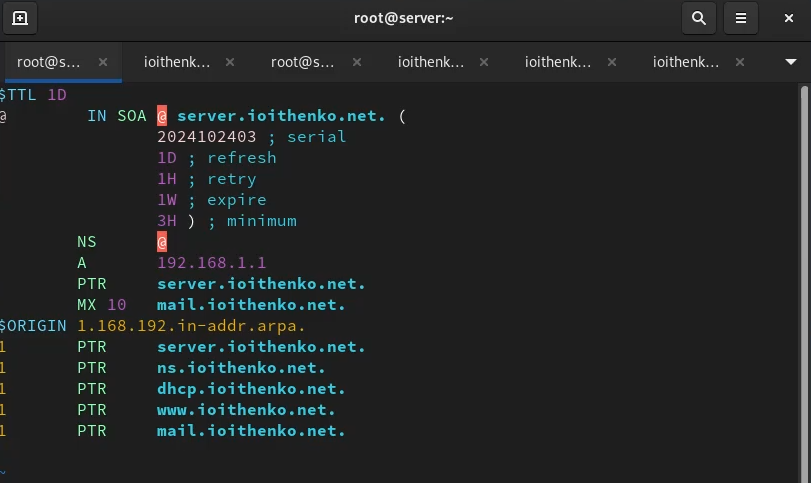 root@server:~
root@s... ioithenk... root@s... ioithenk... ioithenk... ioithenk...
$TTL 1D
@ IN SOA @ server.ioithenko.net. (
2024102403 ; serial
1D ; refresh
1H ; retry
1W ; expire
3H ) ; minimum
NS @
A 192.168.1.1
PTR server.ioithenko.net.
MX 10 mail.ioithenko.net.
$ORIGIN 1.168.192.in-addr.arpa.
1 PTR server.ioithenko.net.
1 PTR ns.ioithenko.net.
1 PTR dhcp.ioithenko.net.
1 PTR www.ioithenko.net.
1 PTR mail.ioithenko.net.
~